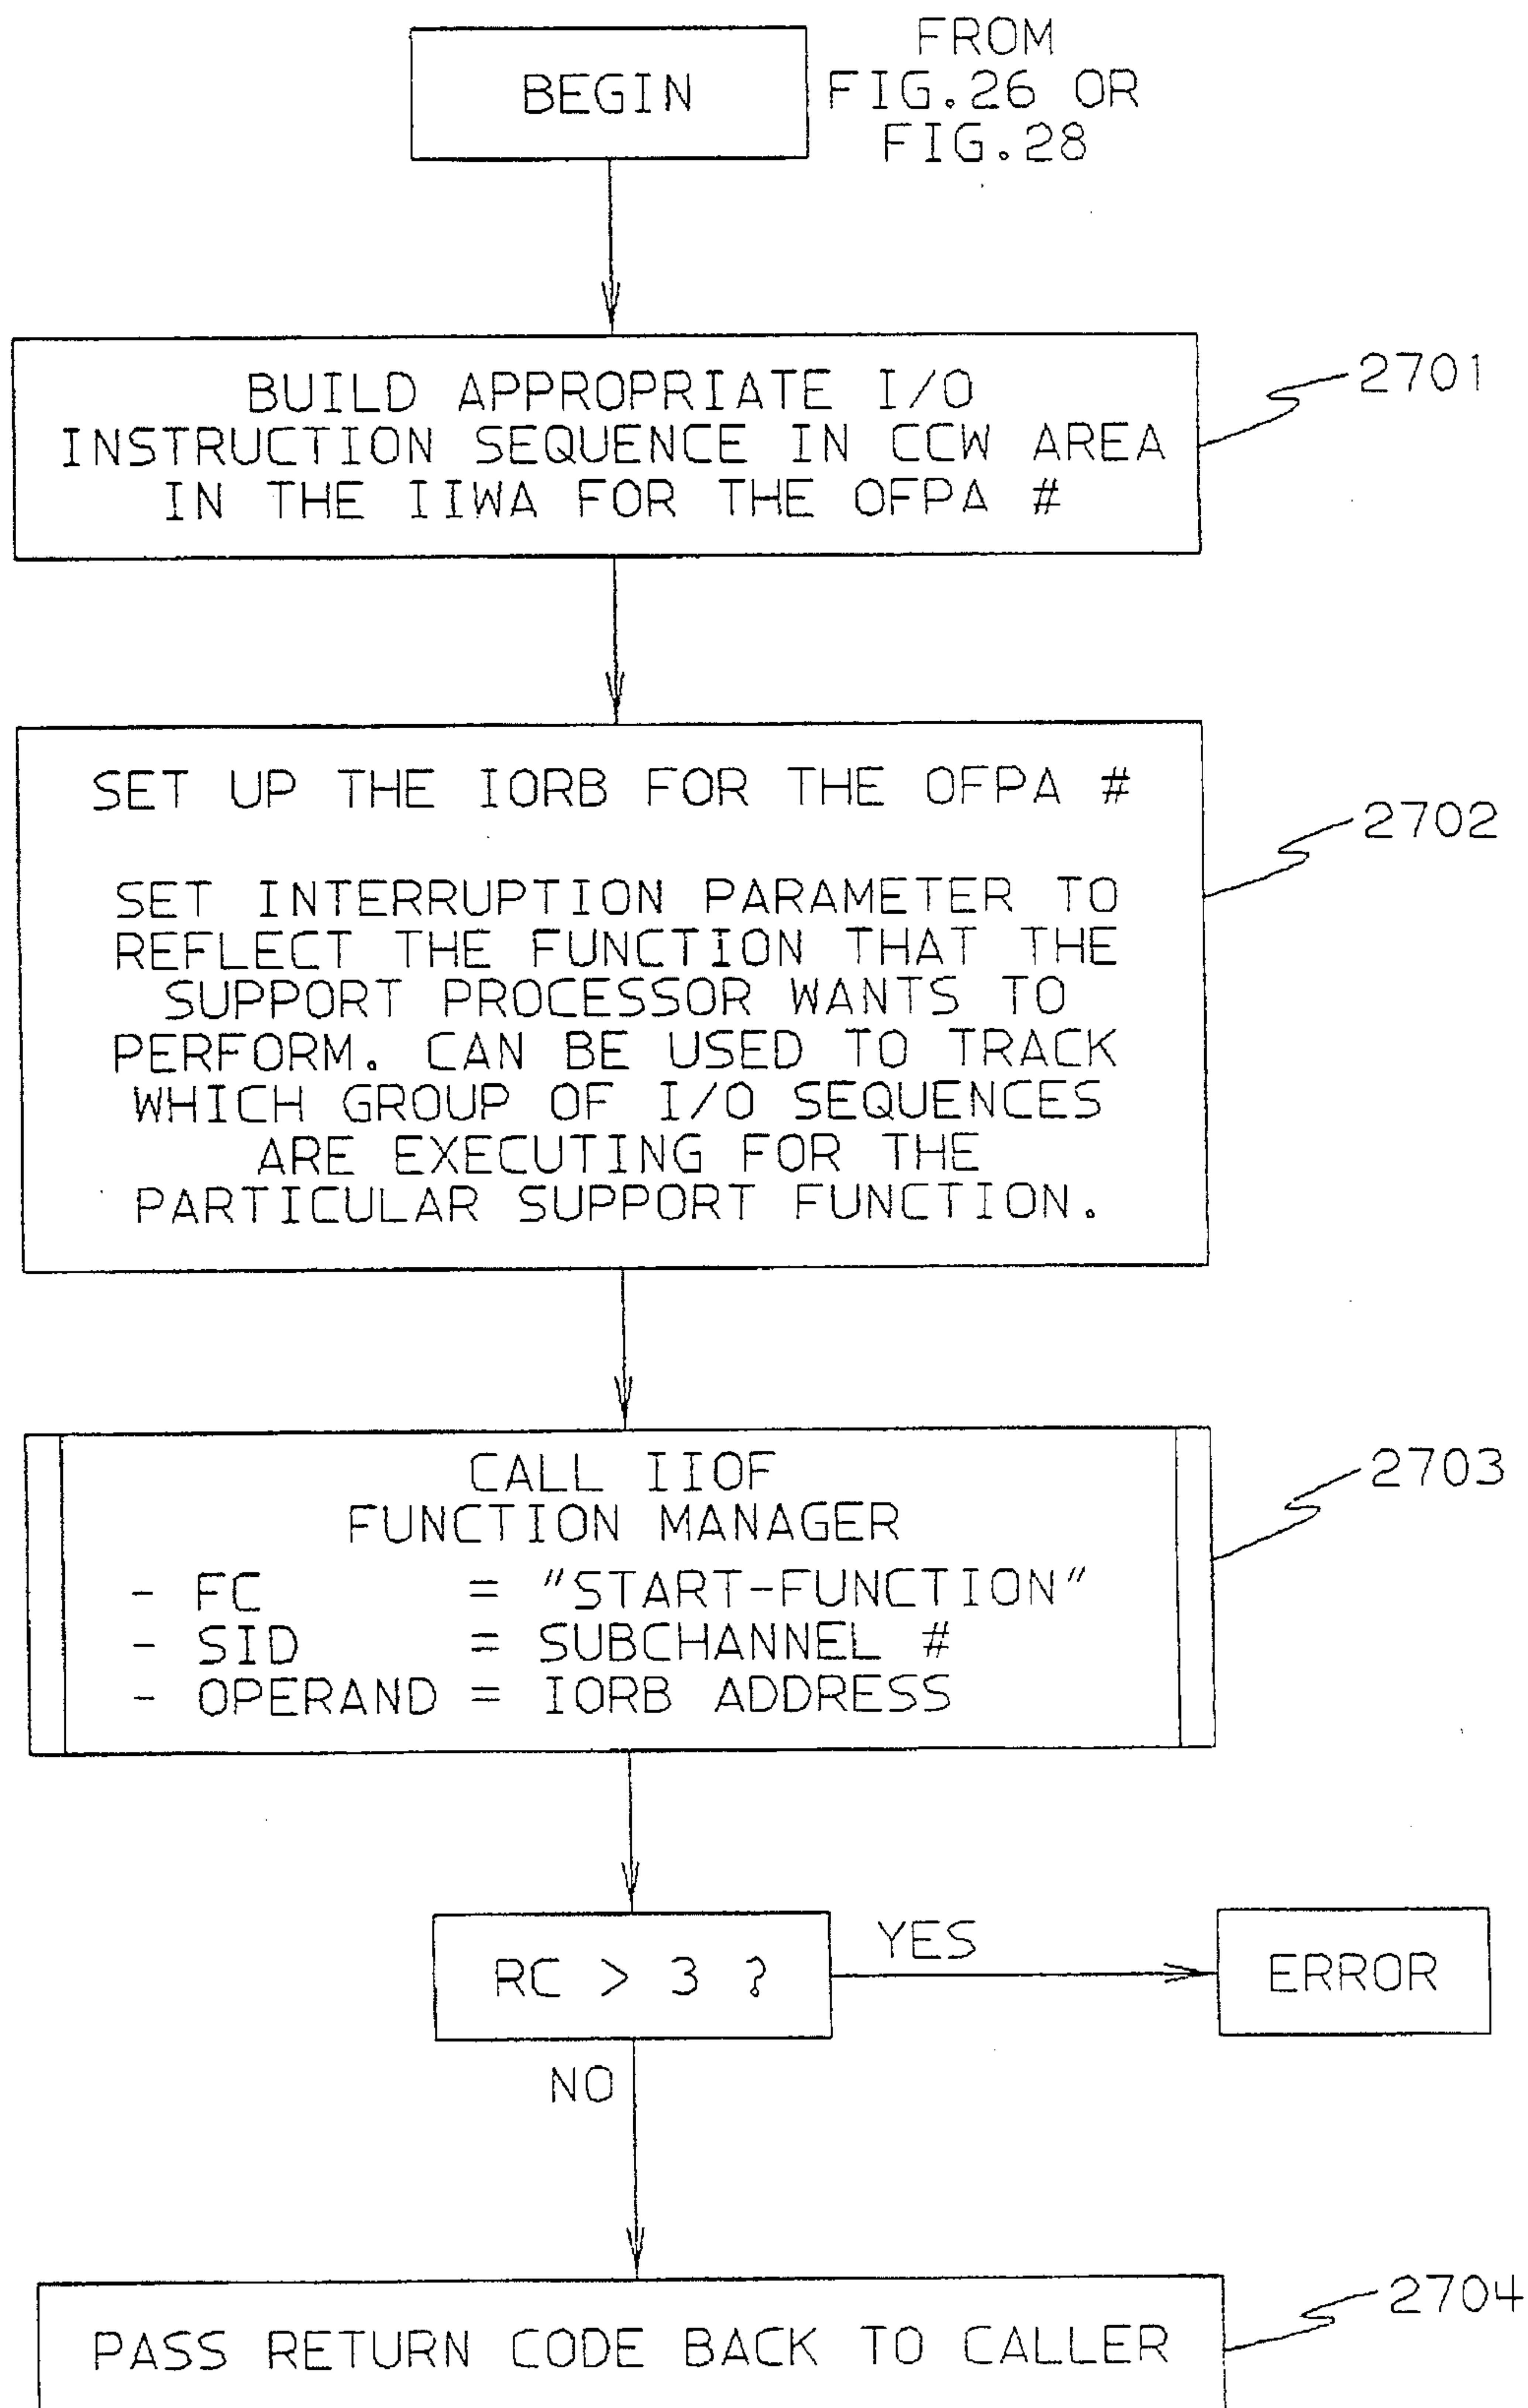 BEGIN
FROM
FIG.26 OR
FIG.28
BUILD APPROPRIATE I/O
INSTRUCTION SEQUENCE IN CCW AREA
IN THE IIWA FOR THE OFPA #
2701
SET UP THE IORB FOR THE OFPA #
SET INTERRUPTION PARAMETER TO
REFLECT THE FUNCTION THAT THE
SUPPORT PROCESSOR WANTS TO
PERFORM. CAN BE USED TO TRACK
WHICH GROUP OF I/O SEQUENCES
ARE EXECUTING FOR THE
PARTICULAR SUPPORT FUNCTION.
2702
CALL IIOF
FUNCTION MANAGER
- FC = "START-FUNCTION"
- SID = SUBCHANNEL #
- OPERAND = IORB ADDRESS
2703
RC > 3 ?
YES
ERROR
NO
PASS RETURN CODE BACK TO CALLER
2704